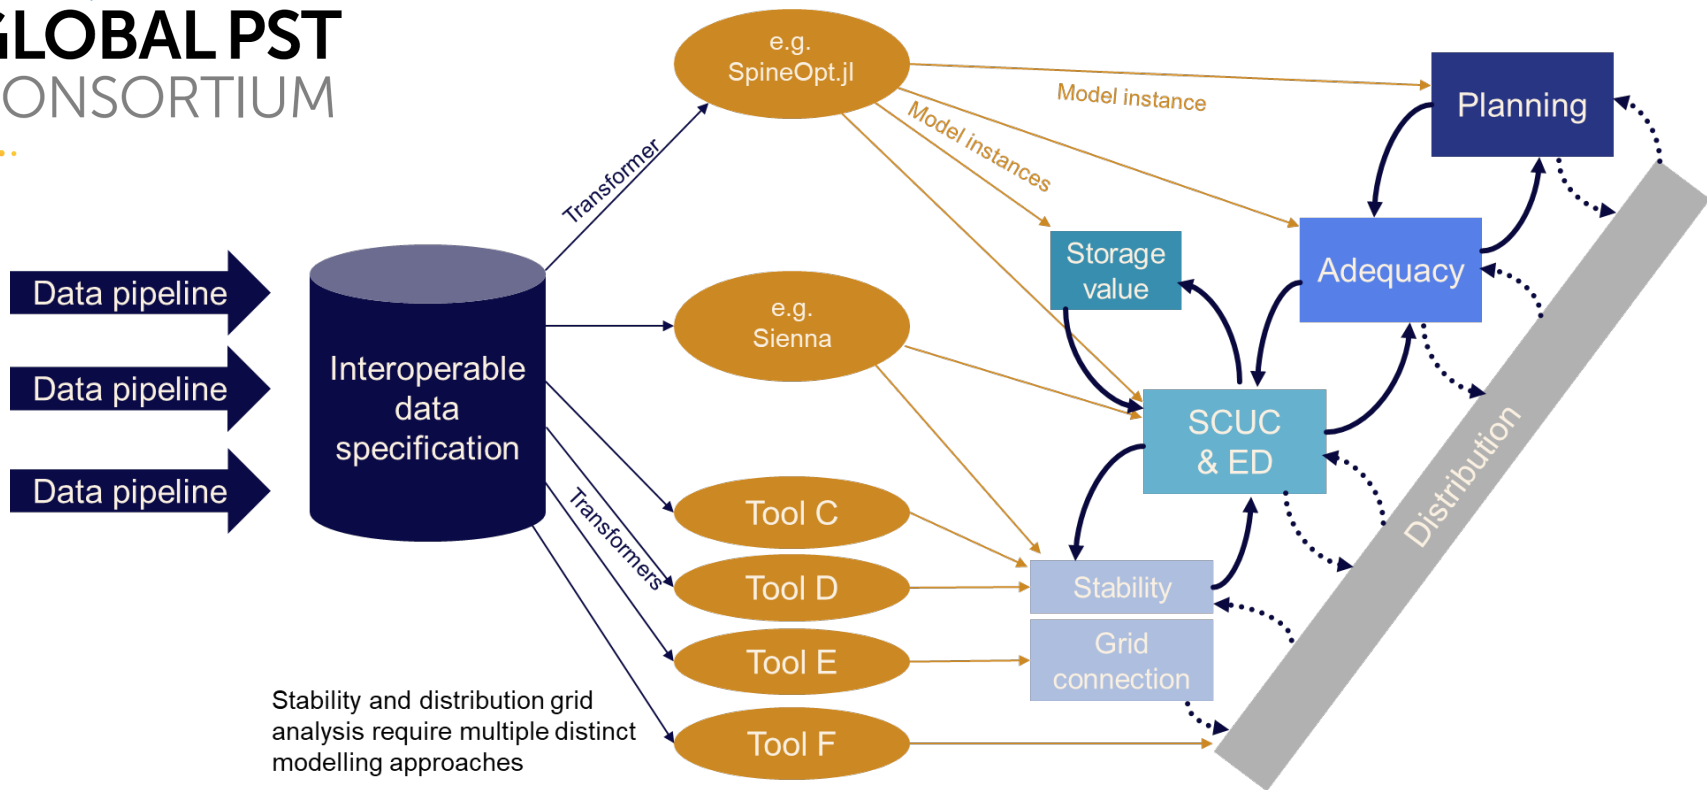 GLOBAL PST
CONSORTIUM
e.g.
SpineOpt.jl
Model instance
Model instances
Planning
Transformer
Data pipeline
Data pipeline
Data pipeline
Interoperable
data
specification
e.g.
Sienna
Storage
value
Adequacy
SCUC
& ED
Distribution
Transformers
Tool C
Tool D
Tool E
Tool F
Stability
Grid
connection
Stability and distribution grid
analysis require multiple distinct
modelling approaches